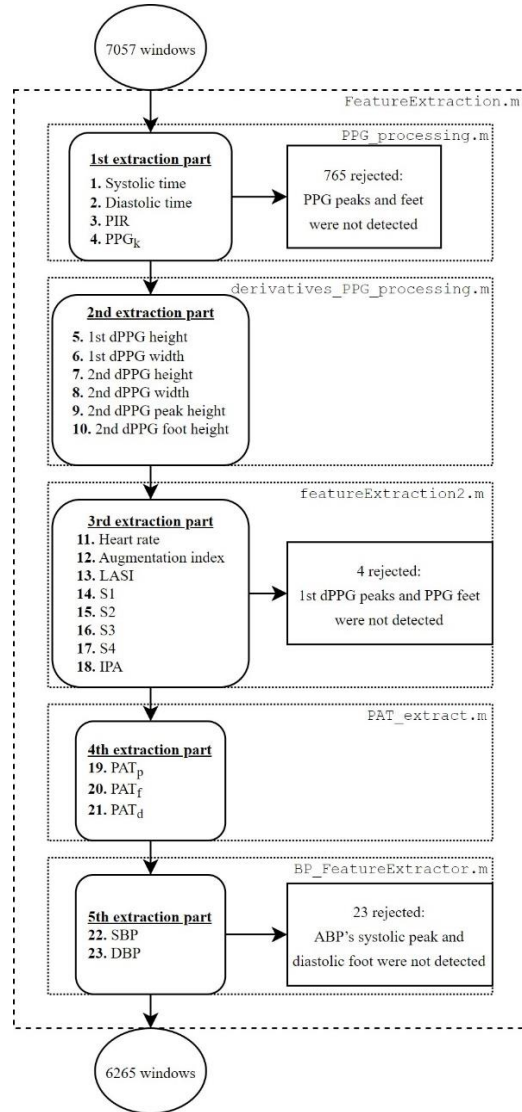 7057 windows
FeatureExtraction.m
PPG_processing.m
1st extraction part
1. Systolic time
2. Diastolic time
3. PIR
4. PPGk
765 rejected:
PPG peaks and feet
were not detected
derivatives_PPG_processing.m
2nd extraction part
5. 1st dPPG height
6. 1st dPPG width
7. 2nd dPPG height
8. 2nd dPPG width
9. 2nd dPPG peak height
10. 2nd dPPG foot height
featureExtraction2.m
3rd extraction part
11. Heart rate
12. Augmentation index
13. LASI
14. S1
15. S2
16. S3
17. S4
18. IPA
4 rejected:
1st dPPG peaks and PPG feet
were not detected
PAT_extract.m
4th extraction part
19. PATp
20. PATf
21. PATd
BP_FeatureExtractor.m
5th extraction part
22. SBP
23. DBP
23 rejected:
ABP's systolic peak and
diastolic foot were not detected
6265 windows